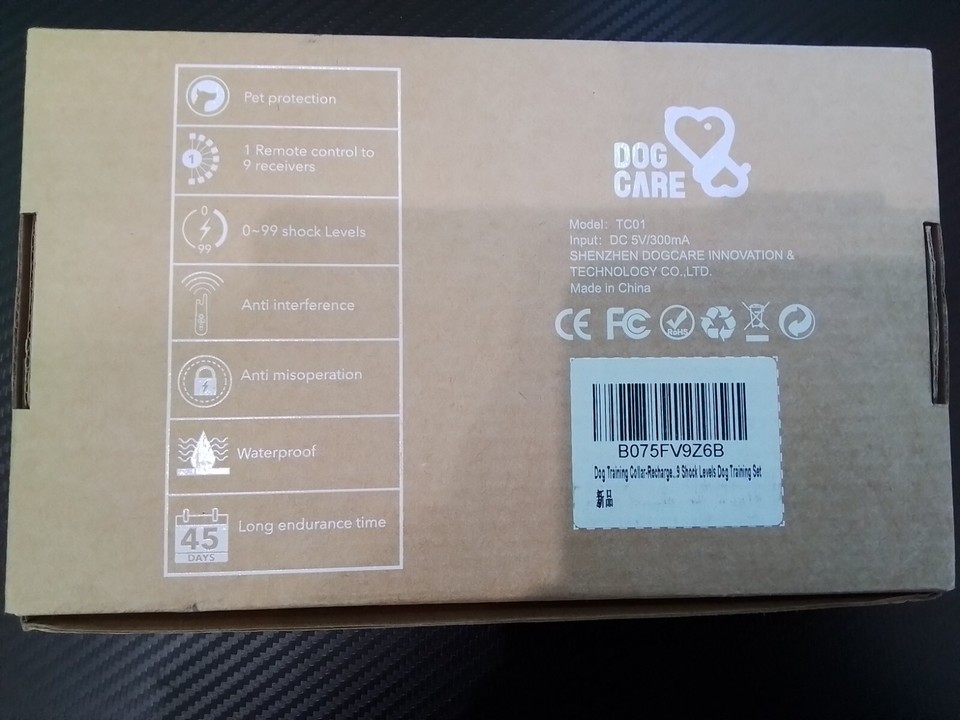 Pet protection
1
1 Remote control to
9 receivers
0
99
0~99 shock Levels
Anti interference
Anti misoperation
Waterproof
45
DAYS
Long endurance time
DOG
CARE
Model: TC01
Input: DC 5V/300mA
SHENZHEN DOGCARE INNOVATION &
TECHNOLOGY CO.,LTD.
Made in China
CE FC RoHS
B075FV9Z6B
Dog Training Collar-Recharge...9 Shock Levels Dog Training Set
新品